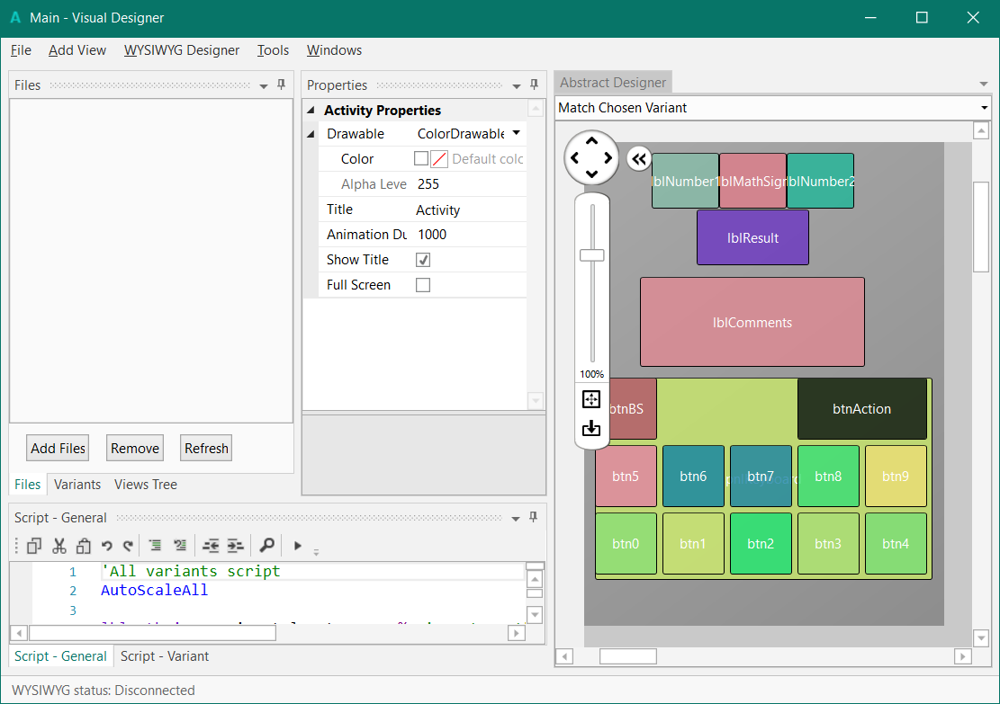 Main - Visual Designer
File Add View WYSIWYG Designer Tools Windows
Files
Add Files Remove Refresh
Files Variants Views Tree
Properties
Activity Properties
Drawable ColorDrawable
Color Default colo
Alpha Leve 255
Title Activity
Animation Du 1000
Show Title
Full Screen
Abstract Designer
Match Chosen Variant
100%
lblNumber1 lblMathSign lblNumber2
lblResult
lblComments
btnBS btnAction
btn5 btn6 btn7 btn8 btn9
btn0 btn1 btn2 btn3 btn4
Script - General
1 'All variants script
2 AutoScaleAll
3
Script - General Script - Variant
WYSIWYG status: Disconnected